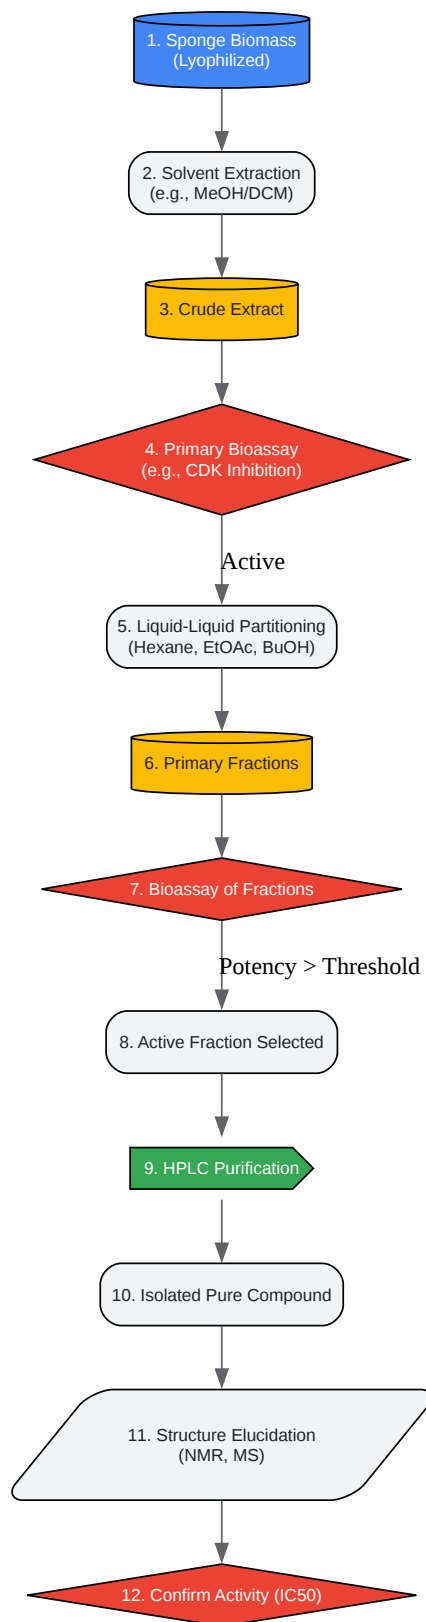 1. Sponge Biomass
(Lyophilized)
2. Solvent Extraction
(e.g., MeOH/DCM)
3. Crude Extract
4. Primary Bioassay
(e.g., CDK Inhibition)
Active
5. Liquid-Liquid Partitioning
(Hexane, EtOAc, BuOH)
6. Primary Fractions
7. Bioassay of Fractions
Potency > Threshold
8. Active Fraction Selected
9. HPLC Purification
10. Isolated Pure Compound
11. Structure Elucidation
(NMR, MS)
12. Confirm Activity (IC50)